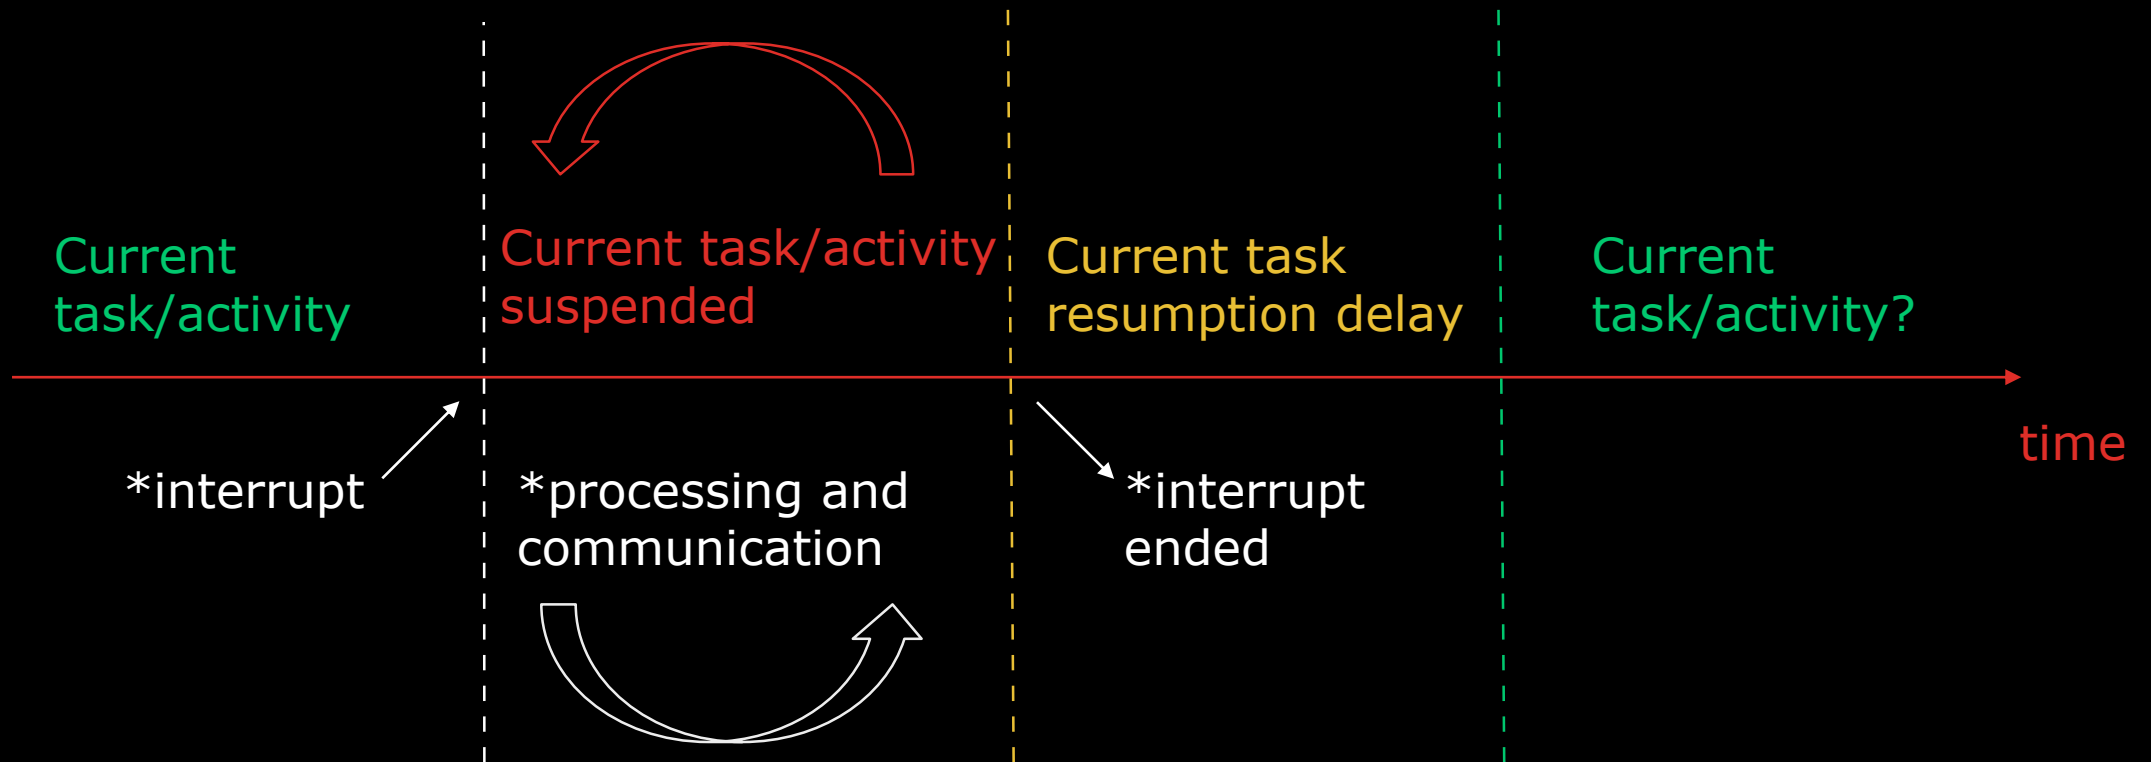 Current
task/activity
Current task/activity
suspended
Current task
resumption delay
Current
task/activity?
time
*interrupt
*processing and
communication
*interrupt
ended